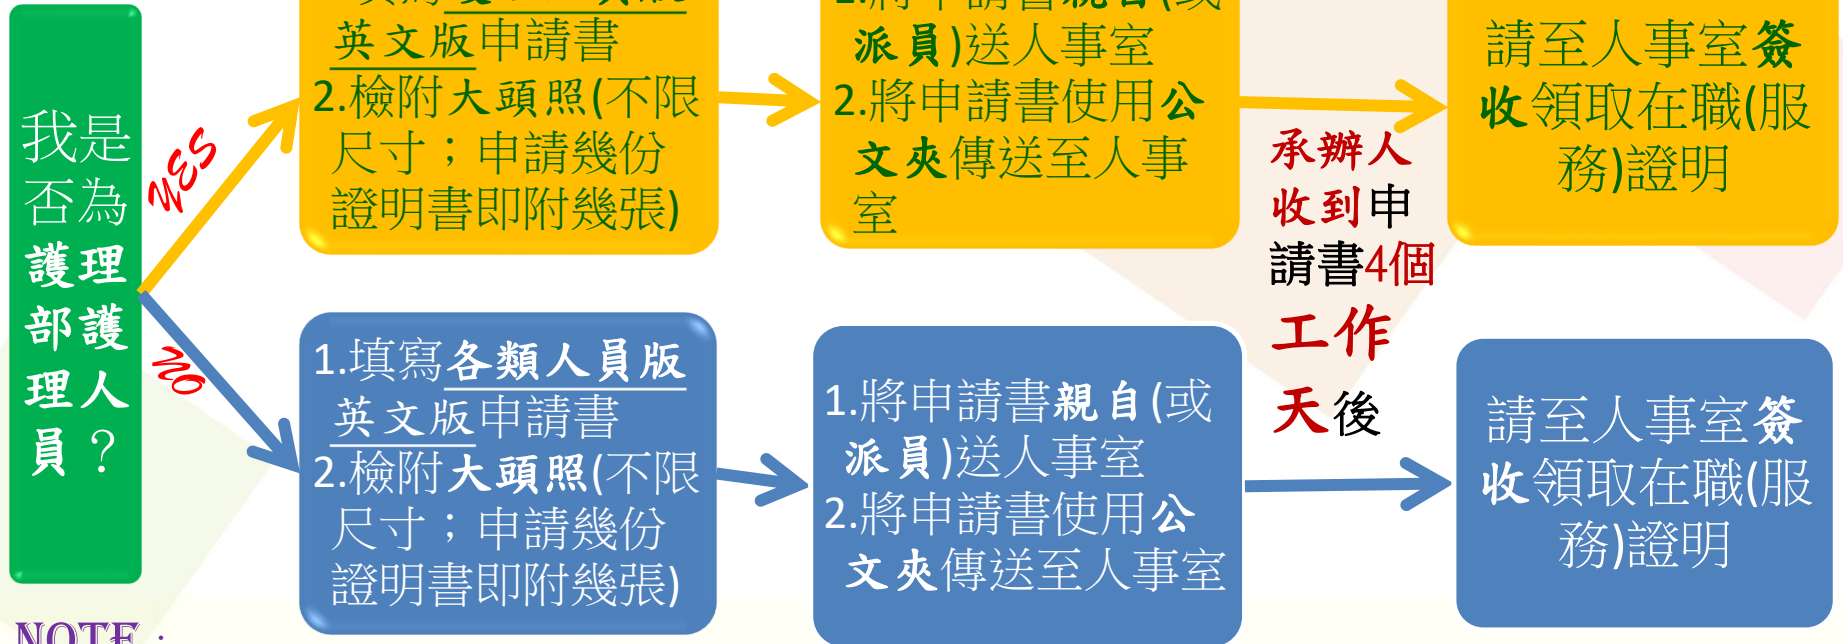 我是
否為
護理
部護
理人
員？
YES
NO
英文版申請書
2.檢附大頭照(不限
尺寸；申請幾份
證明書即附幾張)
1.將申請書親自(或
派員)送人事室
2.將申請書使用公
文夾傳送至人事
室
承辦人
收到申
請書4個
工作
天後
請至人事室簽
收領取在職(服
務)證明
1.填寫各類人員版
英文版申請書
2.檢附大頭照(不限
尺寸；申請幾份
證明書即附幾張)
1.將申請書親自(或
派員)送人事室
2.將申請書使用公
文夾傳送至人事室
請至人事室簽
收領取在職(服
務)證明
NOTE：